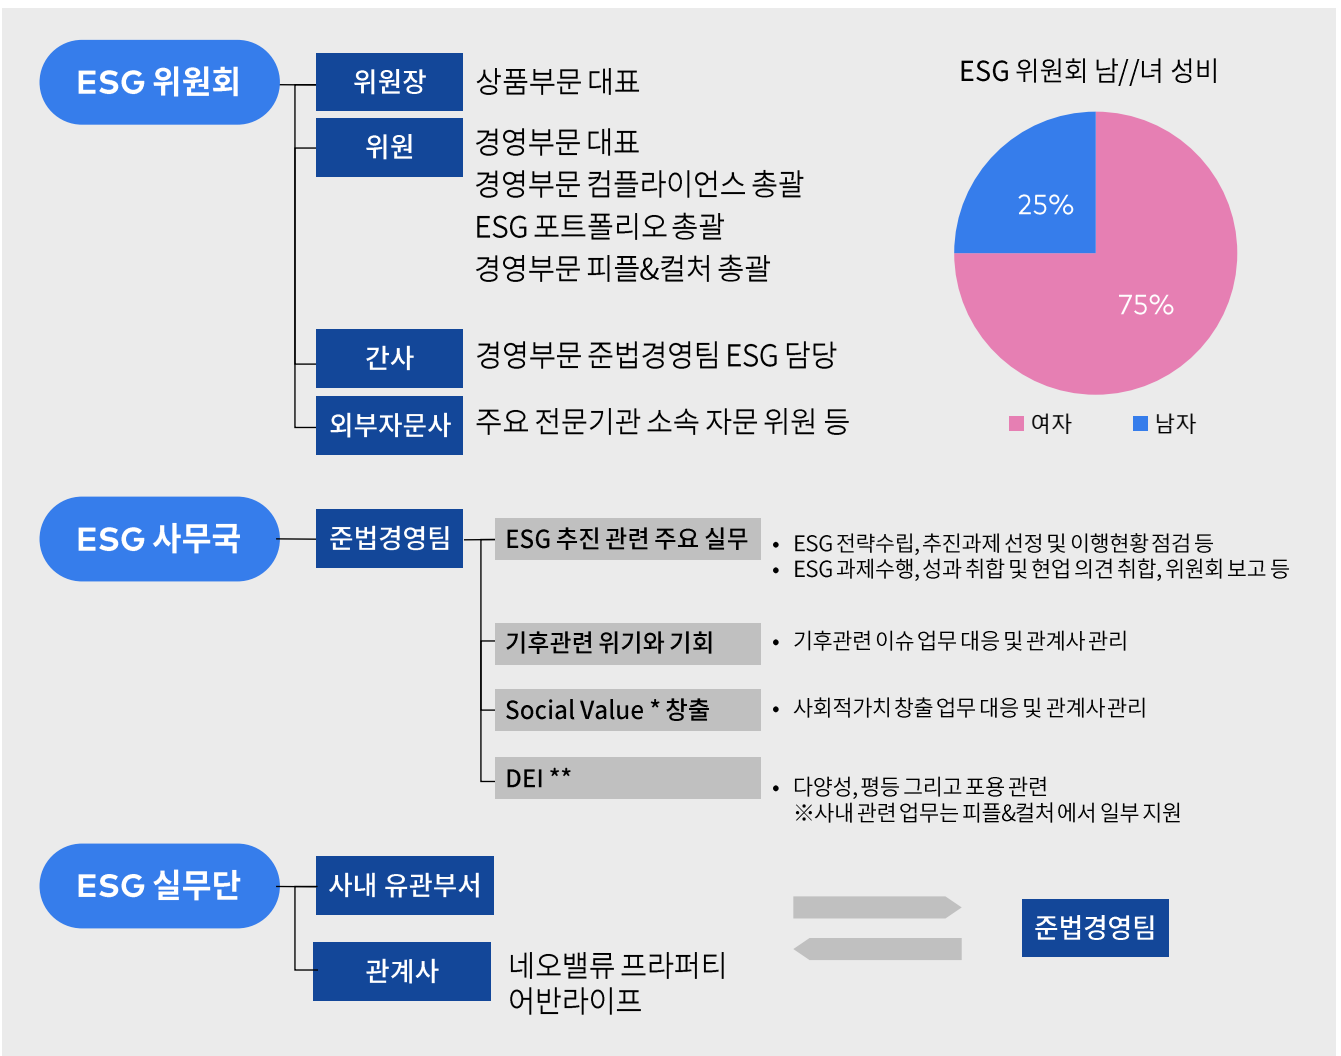 ESG 위원회
위원장
상품부문 대표
위원
경영부문 대표
경영부문 컴플라이언스 총괄
ESG 포트폴리오 총괄
경영부문 피플&컬처 총괄
간사
경영부문 준법경영팀 ESG 담당
외부자문사
주요 전문기관 소속 자문 위원 등
ESG 위원회 남//녀 성비
25%
75%
여자
남자
ESG 사무국
준법경영팀
ESG 추진 관련 주요 실무
• ESG 전략수립, 추진과제 선정 및 이행현황 점검 등
• ESG 과제수행, 성과 취합 및 현업 의견 취합, 위원회 보고 등
기후관련 위기와 기회
• 기후관련 이슈 업무 대응 및 관계사 관리
Social Value * 창출
• 사회적가치 창출 업무 대응 및 관계사 관리
DEI **
• 다양성, 평등 그리고 포용 관련
※사내 관련 업무는 피플&컬처 에서 일부 지원
ESG 실무단
사내 유관부서
관계사
네오밸류 프라퍼티
어반라이프
준법경영팀